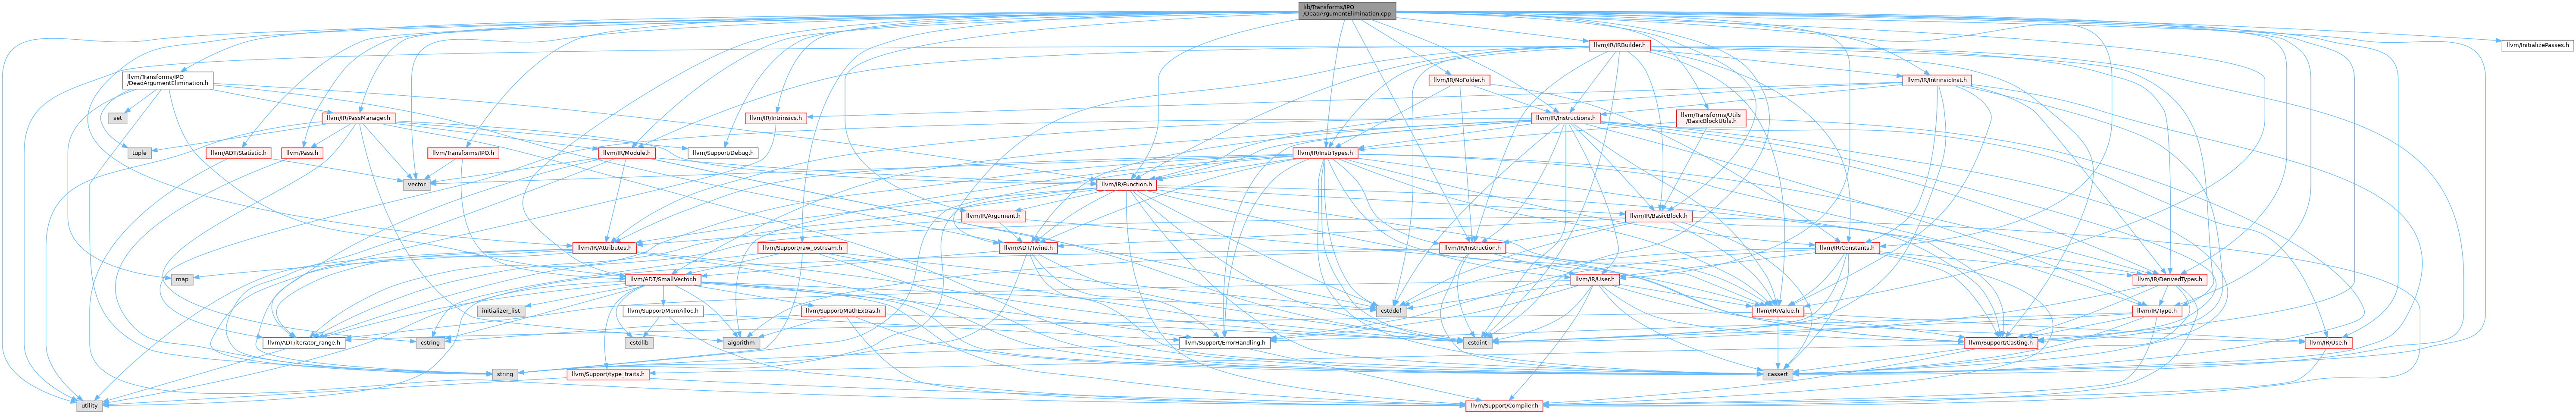 lib/Transforms/IPO
/DeadArgumentElimination.cpp
llvm/IR/IRBuilder.h
llvm/InitializePasses.h
llvm/Transforms/IPO
/DeadArgumentElimination.h
llvm/IR/NoFolder.h
llvm/IR/IntrinsicInst.h
set
llvm/IR/PassManager.h
llvm/IR/Intrinsics.h
llvm/IR/Instructions.h
llvm/Transforms/Utils
/BasicBlockUtils.h
tuple
llvm/ADT/Statistic.h
llvm/Pass.h
llvm/Transforms/IPO.h
llvm/IR/Module.h
llvm/Support/Debug.h
llvm/IR/InstrTypes.h
vector
llvm/IR/Function.h
llvm/IR/Argument.h
llvm/IR/BasicBlock.h
llvm/IR/Attributes.h
llvm/Support/raw_ostream.h
llvm/ADT/Twine.h
llvm/IR/Instruction.h
llvm/IR/Constants.h
map
llvm/ADT/SmallVector.h
llvm/IR/User.h
llvm/IR/DerivedTypes.h
initializer_list
llvm/Support/MemAlloc.h
llvm/Support/MathExtras.h
cstddef
llvm/IR/Value.h
llvm/IR/Type.h
llvm/ADT/iterator_range.h
cstring
cstdlib
algorithm
llvm/Support/ErrorHandling.h
cstdint
llvm/Support/Casting.h
llvm/IR/Use.h
string
llvm/Support/type_traits.h
cassert
utility
llvm/Support/Compiler.h